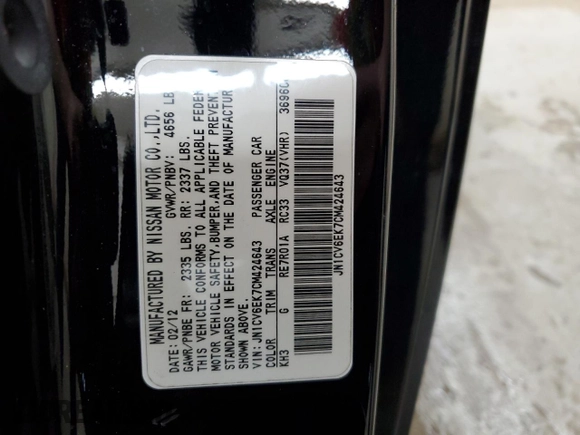 MANUFACTURED BY NISSAN MOTOR CO.,LTD.
DATE: 02/12 GVWR/PNBV: 4656 LB
GAWR/PNBE FR: 2335 LBS. RR: 2337 LBS.
THIS VEHICLE CONFORMS TO ALL APPLICABLE FEDER
MOTOR VEHICLE SAFETY,BUMPER,AND THEFT PREVENT
STANDARDS IN EFFECT ON THE DATE OF MANUFACTUR
SHOWN ABOVE.
VIN: JN1CV6EK7CM424643 PASSENGER CAR
COLOR TRIM TRANS AXLE ENGINE
KH3 G RE7R01A RC33 VQ37(VHR) 3696C
JN1CV6EK7CM424643